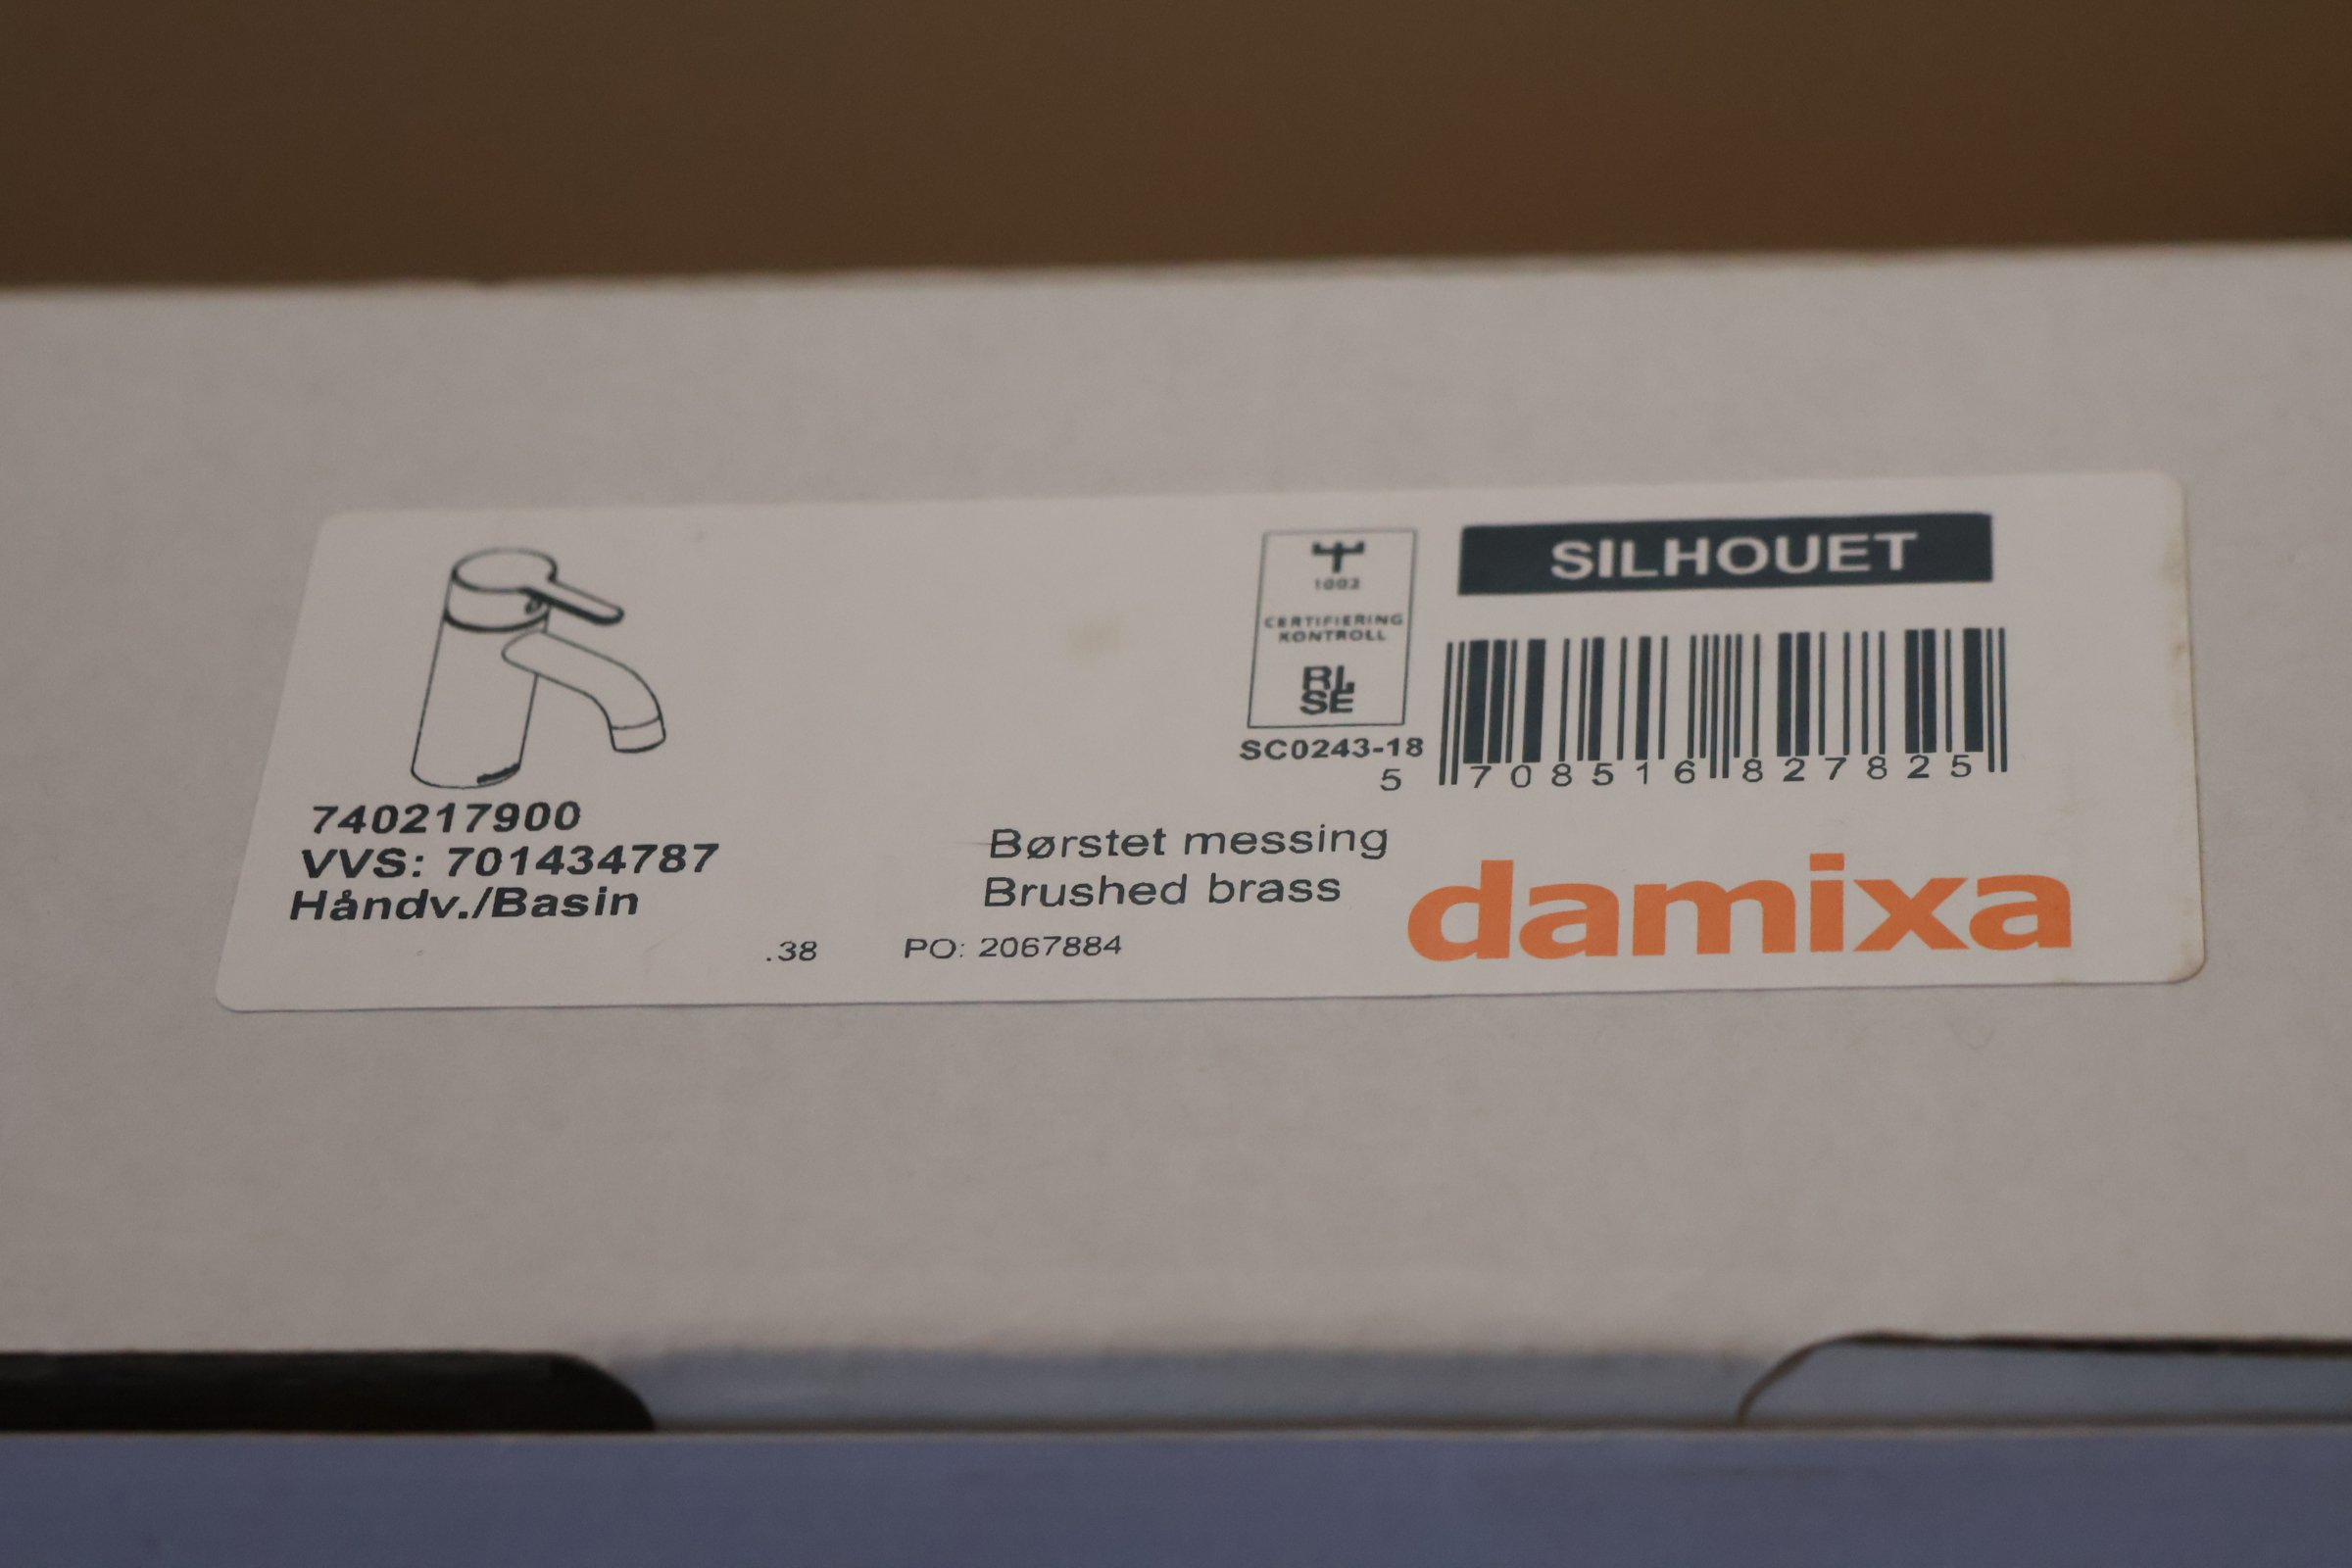 740217900
VVS: 701434787
Håndv./Basin
.38
PO: 2067884
Børstet messing
Brushed brass
1002
CERTIFIERING
KONTROLL
RI.
SE
SC0243-18
SILHOUET
5 708516 827825
damixa